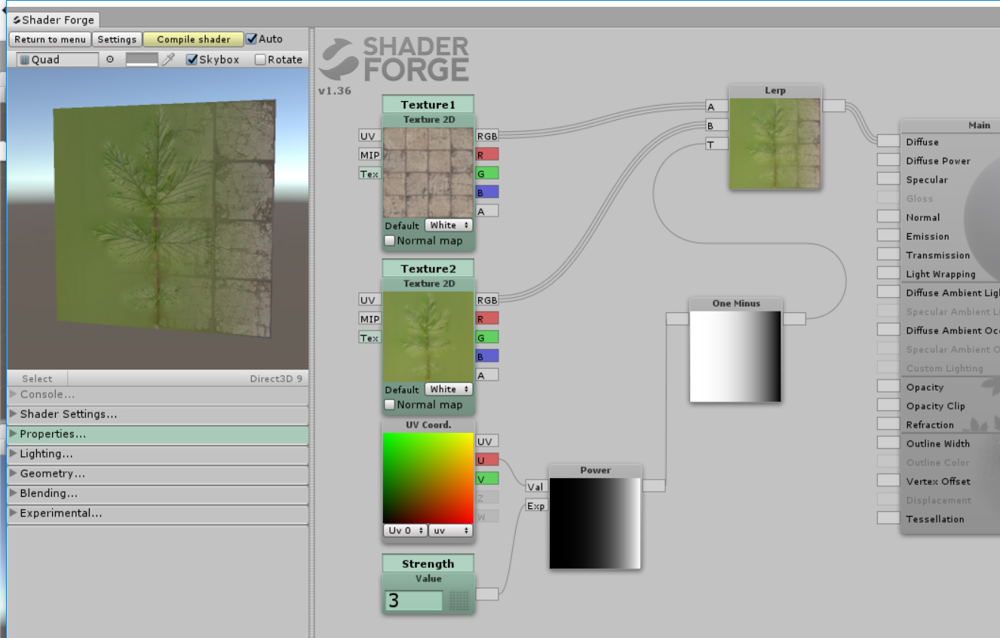 Shader Forge
Return to menu Settings Compile shader Auto
Quad Skybox Rotate
SHADER
FORGE
v1.36
Select Direct3D 9
Console...
Shader Settings...
Properties...
Lighting...
Geometry...
Blending...
Experimental...
Texture1
Texture 2D
UV RGB
MIP R
Tex G
B
A
Default White
Normal map
Texture2
Texture 2D
UV RGB
MIP R
Tex G
B
A
Default White
Normal map
UV Coord.
UV
U
V
Z
W
Uv 0 uv
Strength
Value
3
Power
Val
Exp
One Minus
Lerp
A
B
T
Main
Diffuse
Diffuse Power
Specular
Gloss
Normal
Emission
Transmission
Light Wrapping
Diffuse Ambient Ligh
Specular Ambient Li
Diffuse Ambient Occ
Specular Ambient O
Custom Lighting
Opacity
Opacity Clip
Refraction
Outline Width
Outline Color
Vertex Offset
Displacement
Tessellation